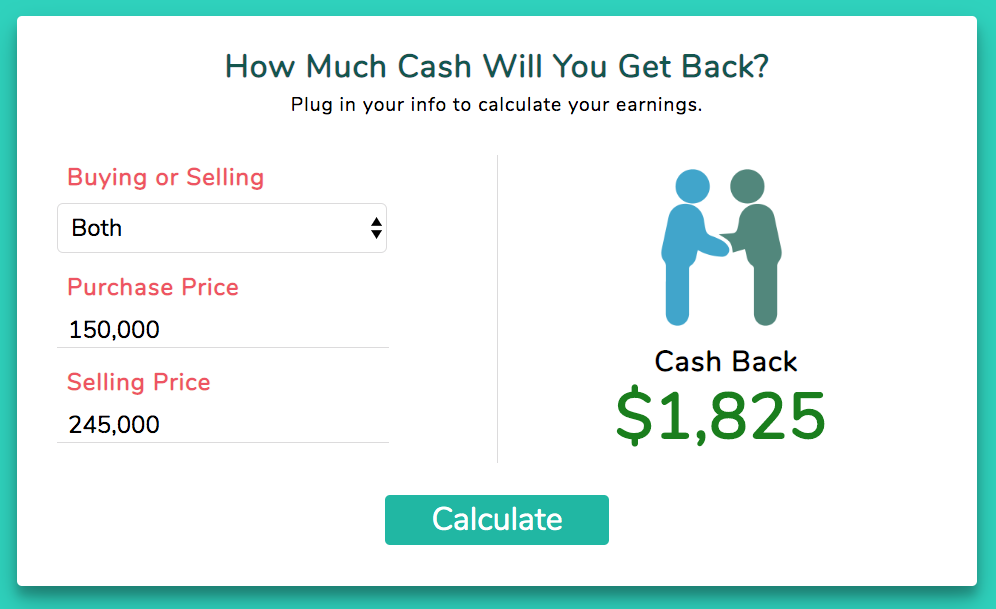 How Much Cash Will You Get Back?
Plug in your info to calculate your earnings.
Buying or Selling
Both
Purchase Price
150,000
Selling Price
245,000
Cash Back
$1,825
Calculate